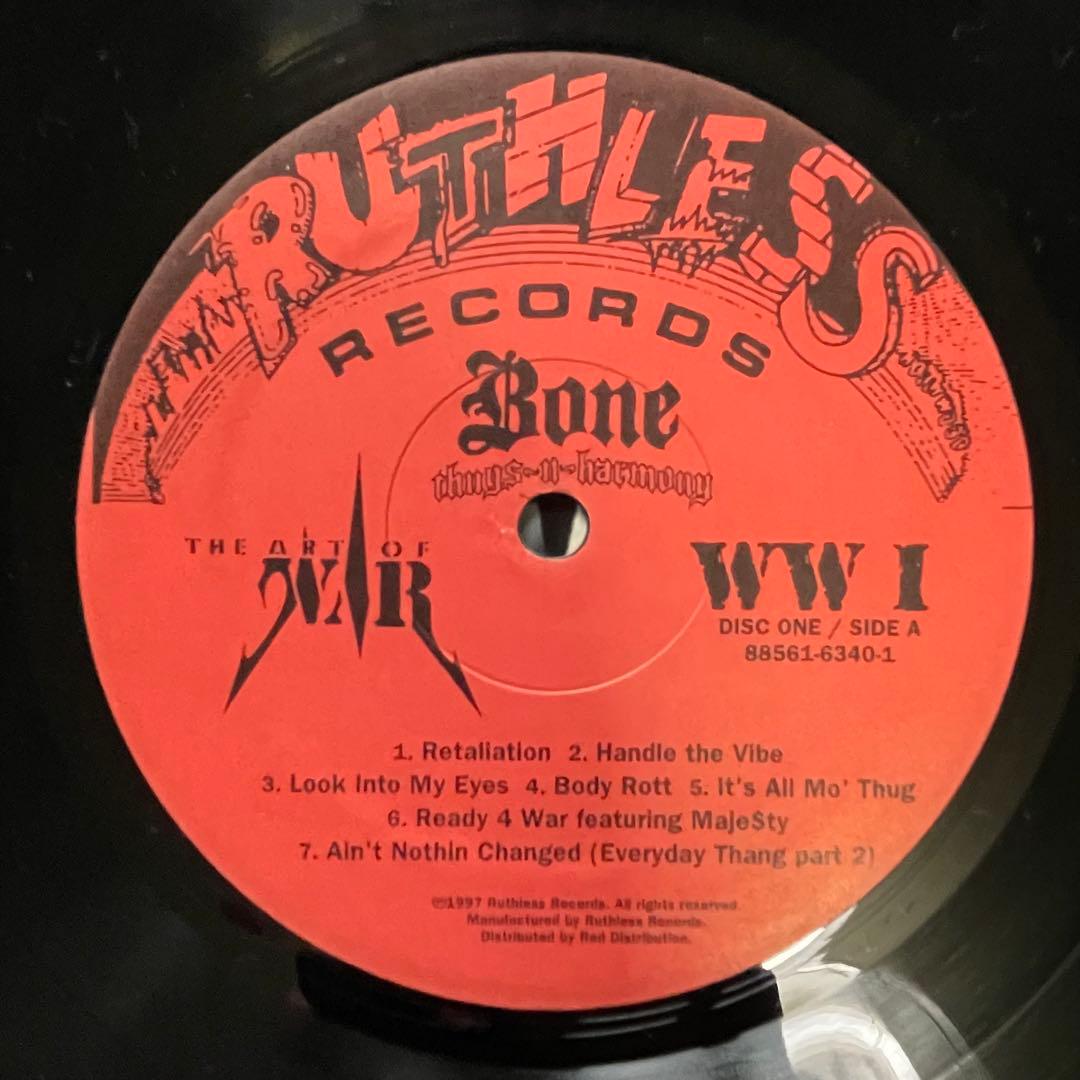 RUTHLESS
RECORDS
Bone
thugs-n-harmony
THE ART OF
WAR
WW I
DISC ONE / SIDE A
88561-6340-1
1. Retaliation 2. Handle the Vibe
3. Look Into My Eyes 4. Body Rott 5. It's All Mo' Thug
6. Ready 4 War featuring Maje$ty
7. Ain't Nothin Changed (Everyday Thang part 2)
℗©1997 Ruthless Records. All rights reserved.
Manufactured by Ruthless Records.
Distributed by Red Distribution.